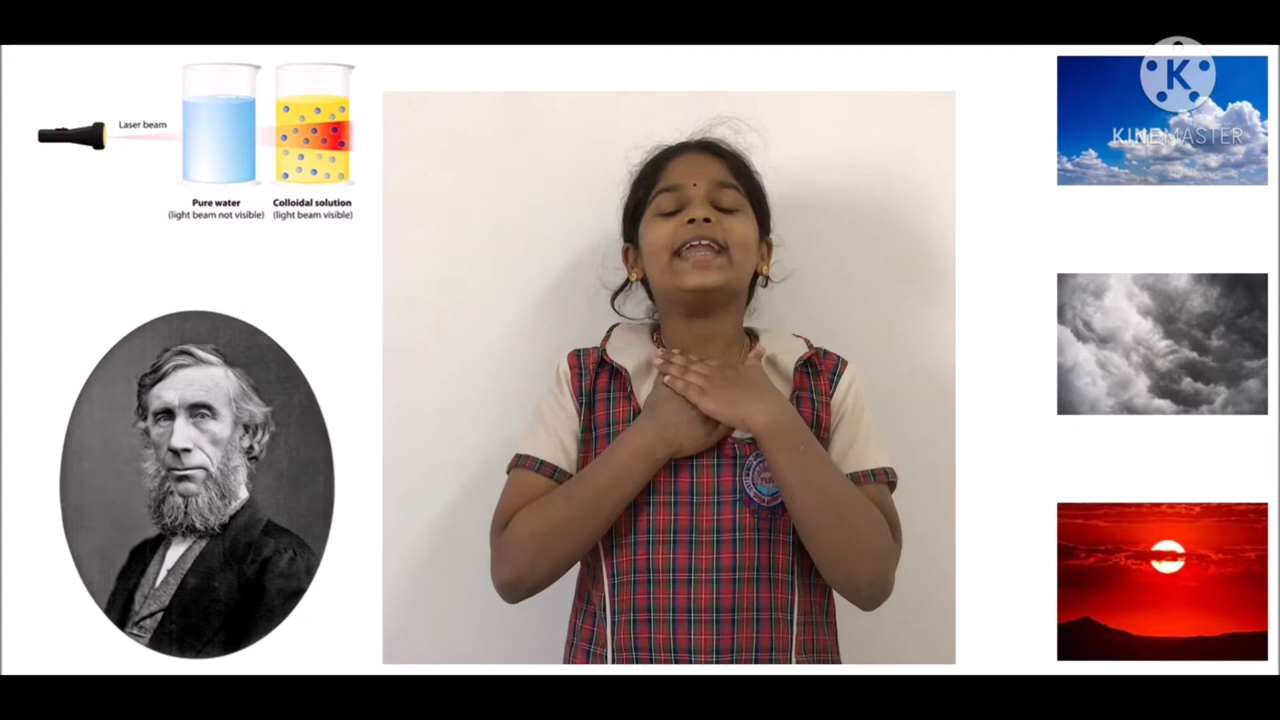 Laser beam
Pure water
(light beam not visible)
Colloidal solution
(light beam visible)
K
KINEMASTER